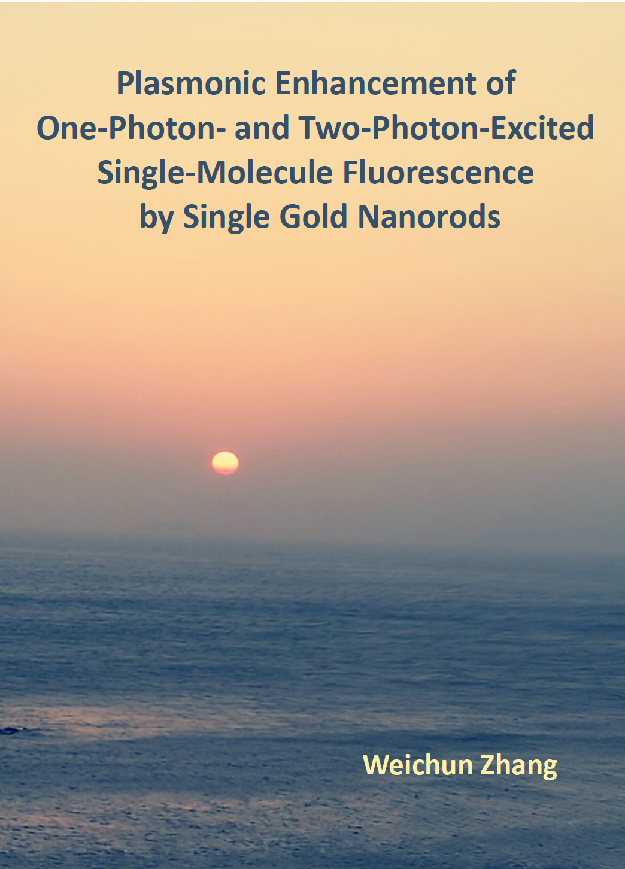 Plasmonic Enhancement of
One-Photon- and Two-Photon-Excited
Single-Molecule Fluorescence
by Single Gold Nanorods
Weichun Zhang